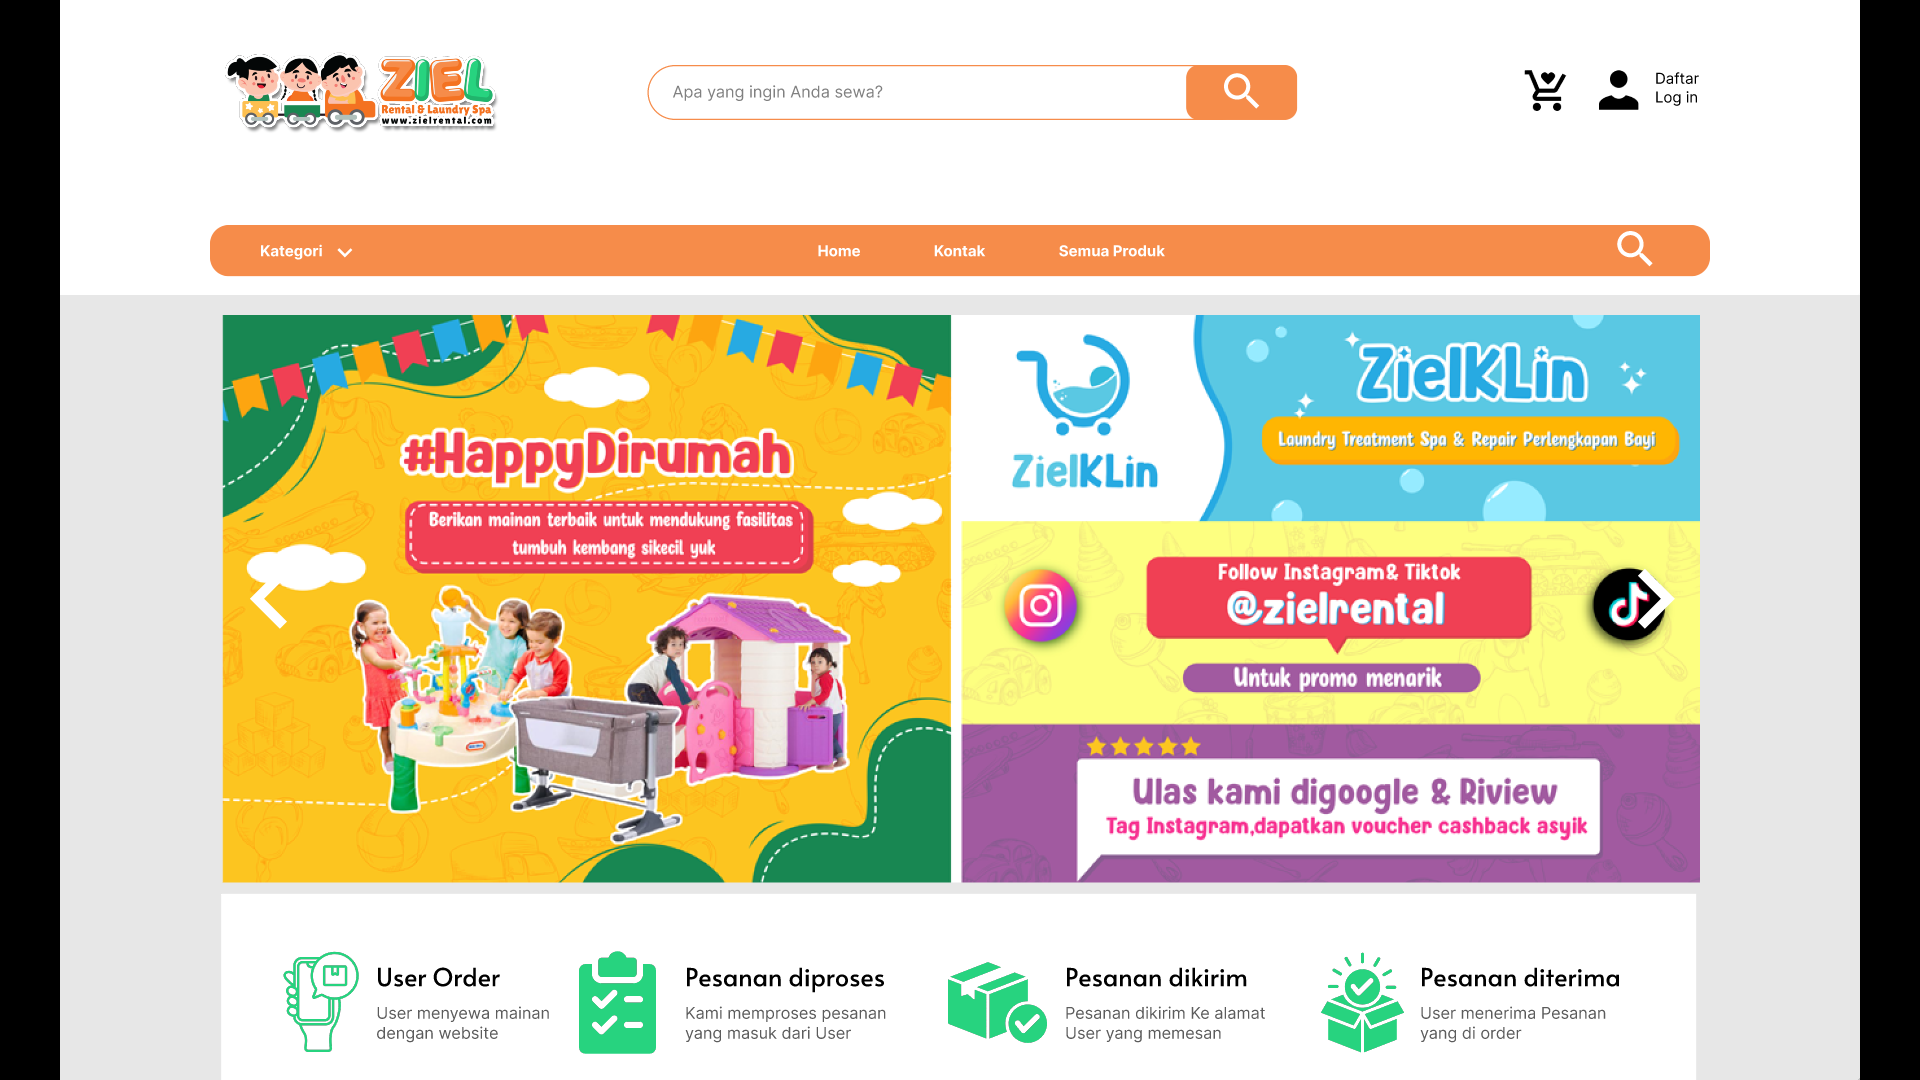 ZIEL
Rental & Laundry Spa
www.zielrental.com
Apa yang ingin Anda sewa?
Daftar
Log in
Kategori
Home
Kontak
Semua Produk
#HappyDirumah
Berikan mainan terbaik untuk mendukung fasilitas
tumbuh kembang sikecil yuk
ZielKLin
ZielKLin
Laundry Treatment Spa & Repair Perlengkapan Bayi
Follow Instagram& Tiktok
@zielrental
Untuk promo menarik
Ulas kami digoogle & Riview
Tag Instagram,dapatkan voucher cashback asyik
User Order
User menyewa mainan
dengan website
Pesanan diproses
Kami memproses pesanan
yang masuk dari User
Pesanan dikirim
Pesanan dikirim Ke alamat
User yang memesan
Pesanan diterima
User menerima Pesanan
yang di order